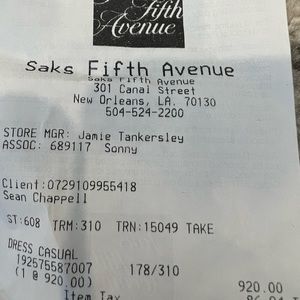 Fifth
Avenue
Saks Fifth Avenue
Saks Fifth Avenue
301 Canal Street
New Orleans, LA. 70130
504-524-2200
STORE MGR: Jamie Tankersley
ASSOC: 689117 Sonny
Client:0729109955418
Sean Chappell
ST:608 TRM:310 TRN:15049 TAKE
DRESS CASUAL
192675587007 178/310
(1 @ 920.00) 920.00
Item Tax